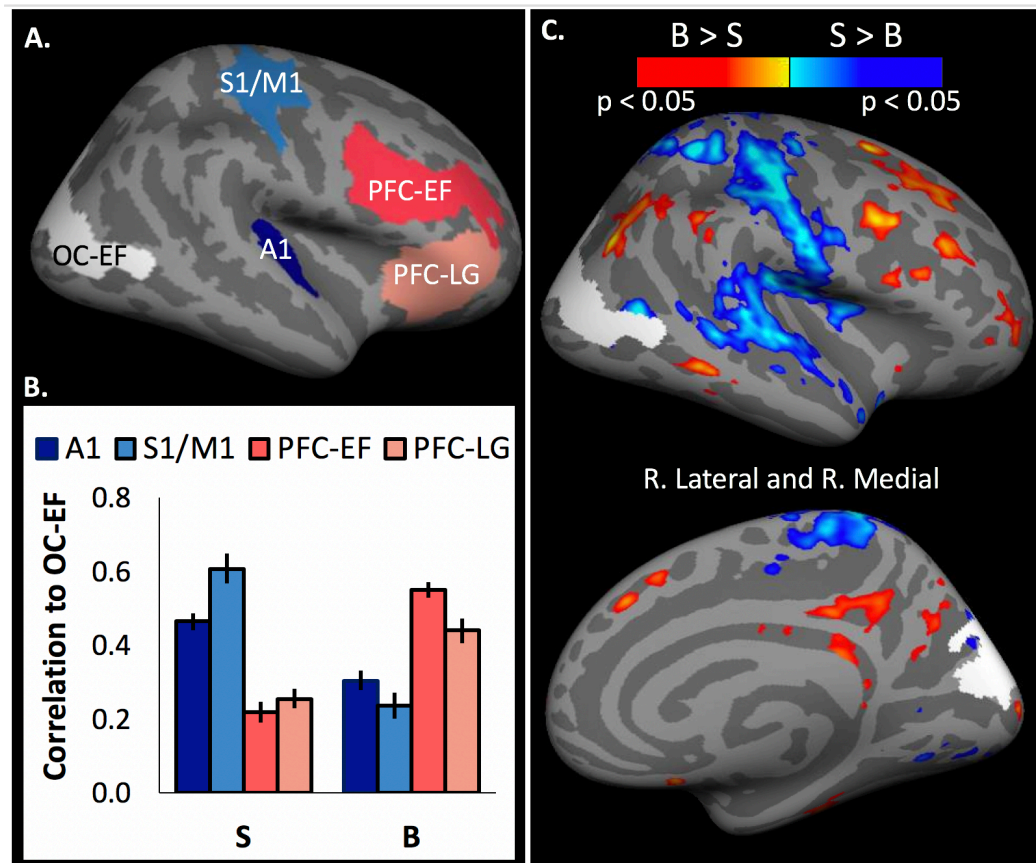 A.
S1/M1
PFC-EF
OC-EF
A1
PFC-LG
B.
A1 S1/M1 PFC-EF PFC-LG
Correlation to OC-EF
0.8
0.6
0.4
0.2
0.0
S B
C.
B > S S > B
p < 0.05 p < 0.05
R. Lateral and R. Medial